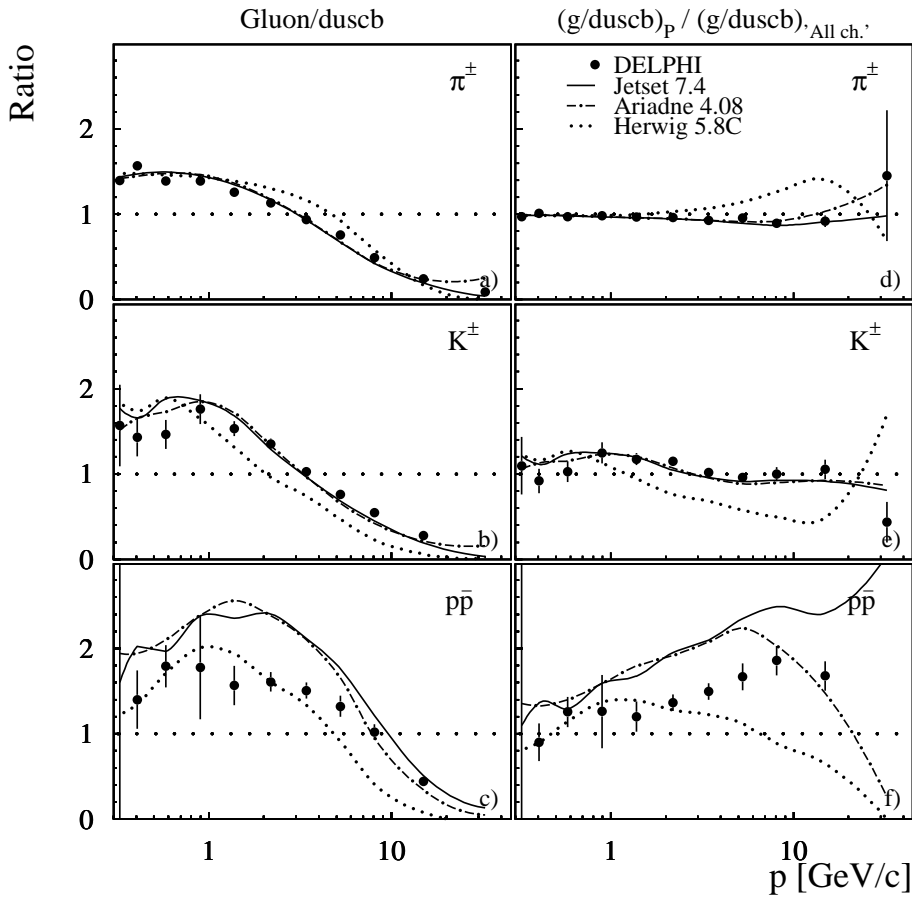 Gluon/duscb
(g/duscb)P / (g/duscb)'All ch.'
Ratio
π±
2
1
0
a)
π±
DELPHI
Jetset 7.4
Ariadne 4.08
Herwig 5.8C
d)
K±
2
1
0
b)
K±
e)
pp̄
2
1
0
c)
1
10
pp̄
f)
1
10
p [GeV/c]